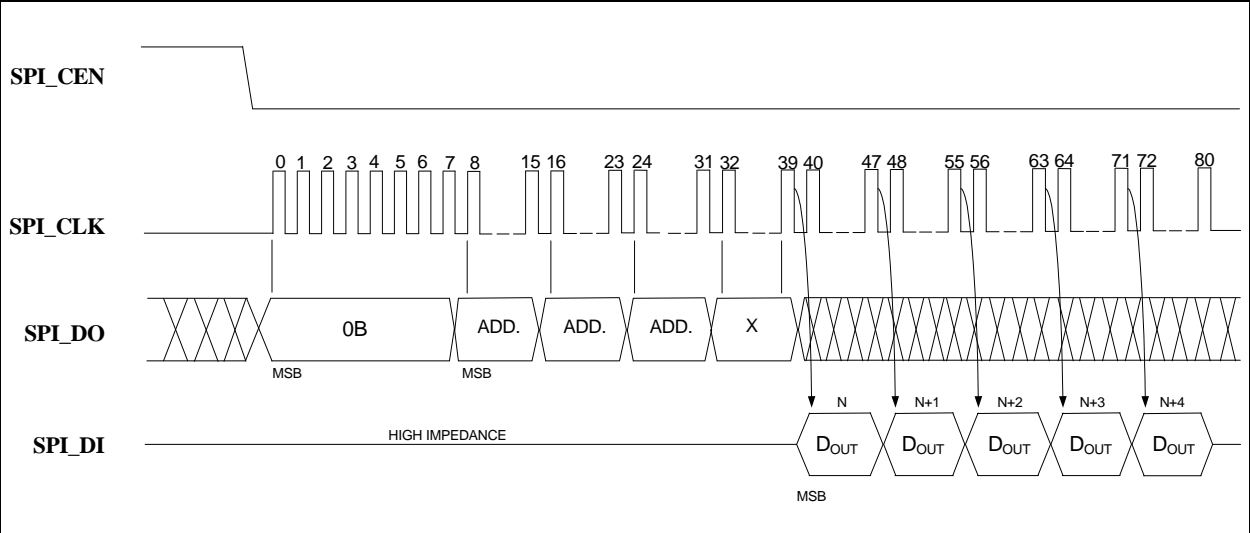 SPI_CEN
0 1 2 3 4 5 6 7 8 15 16 23 24 31 32 39 40 47 48 55 56 63 64 71 72 80
SPI_CLK
SPI_DO
0B ADD. ADD. ADD. X
MSB MSB
N N+1 N+2 N+3 N+4
SPI_DI
HIGH IMPEDANCE
DOUT DOUT DOUT DOUT DOUT
MSB